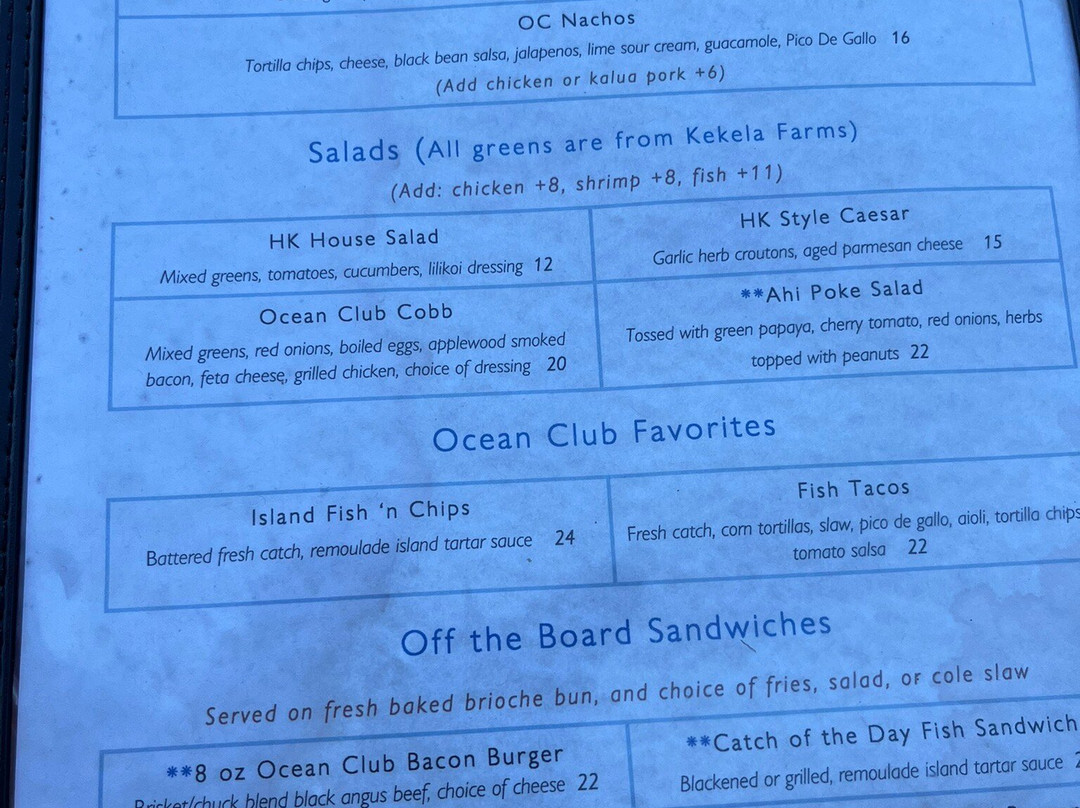 OC Nachos
Tortilla chips, cheese, black bean salsa, jalapenos, lime sour cream, guacamole, Pico De Gallo 16
(Add chicken or kalua pork +6)
Salads (All greens are from Kekela Farms)
(Add: chicken +8, shrimp +8, fish +11)
HK House Salad
Mixed greens, tomatoes, cucumbers, lilikoi dressing 12
HK Style Caesar
Garlic herb croutons, aged parmesan cheese 15
Ocean Club Cobb
Mixed greens, red onions, boiled eggs, applewood smoked
bacon, feta cheese, grilled chicken, choice of dressing 20
**Ahi Poke Salad
Tossed with green papaya, cherry tomato, red onions, herbs
topped with peanuts 22
Ocean Club Favorites
Island Fish 'n Chips
Battered fresh catch, remoulade island tartar sauce 24
Fish Tacos
Fresh catch, corn tortillas, slaw, pico de gallo, aioli, tortilla chips
tomato salsa 22
Off the Board Sandwiches
Served on fresh baked brioche bun, and choice of fries, salad, or cole slaw
**8 oz Ocean Club Bacon Burger
Bricket/chuck blend black angus beef, choice of cheese 22
**Catch of the Day Fish Sandwich
Blackened or grilled, remoulade island tartar sauce